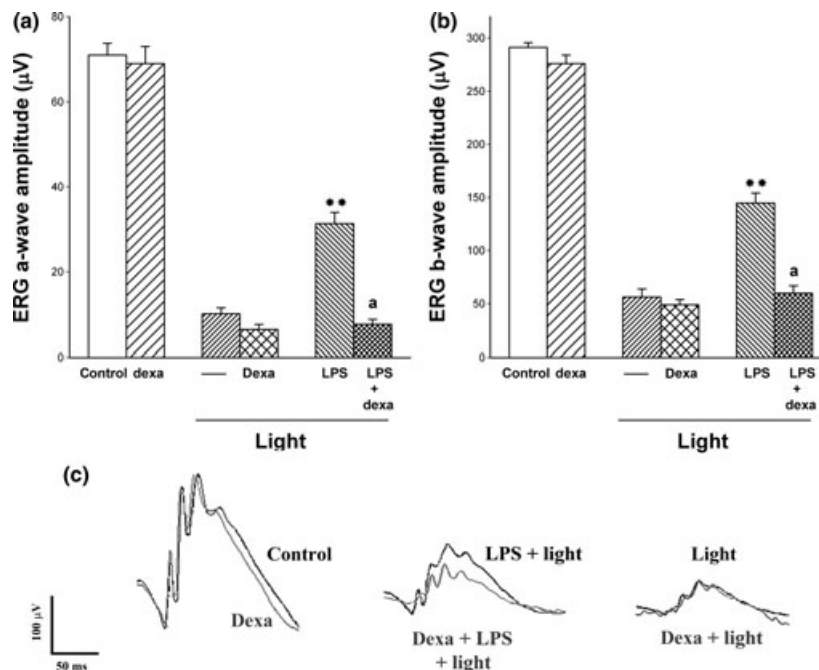 (a)
ERG a-wave amplitude (μV)
80
60
40
20
0
**
a
Control dexa
— Dexa
LPS
LPS
+
dexa
Light
(b)
ERG b-wave amplitude (μV)
300
250
200
150
100
50
0
**
a
Control dexa
— Dexa
LPS
LPS
+
dexa
Light
(c)
Control
Dexa
LPS + light
Dexa + LPS
+ light
Light
Dexa + light
100 μV
50 ms